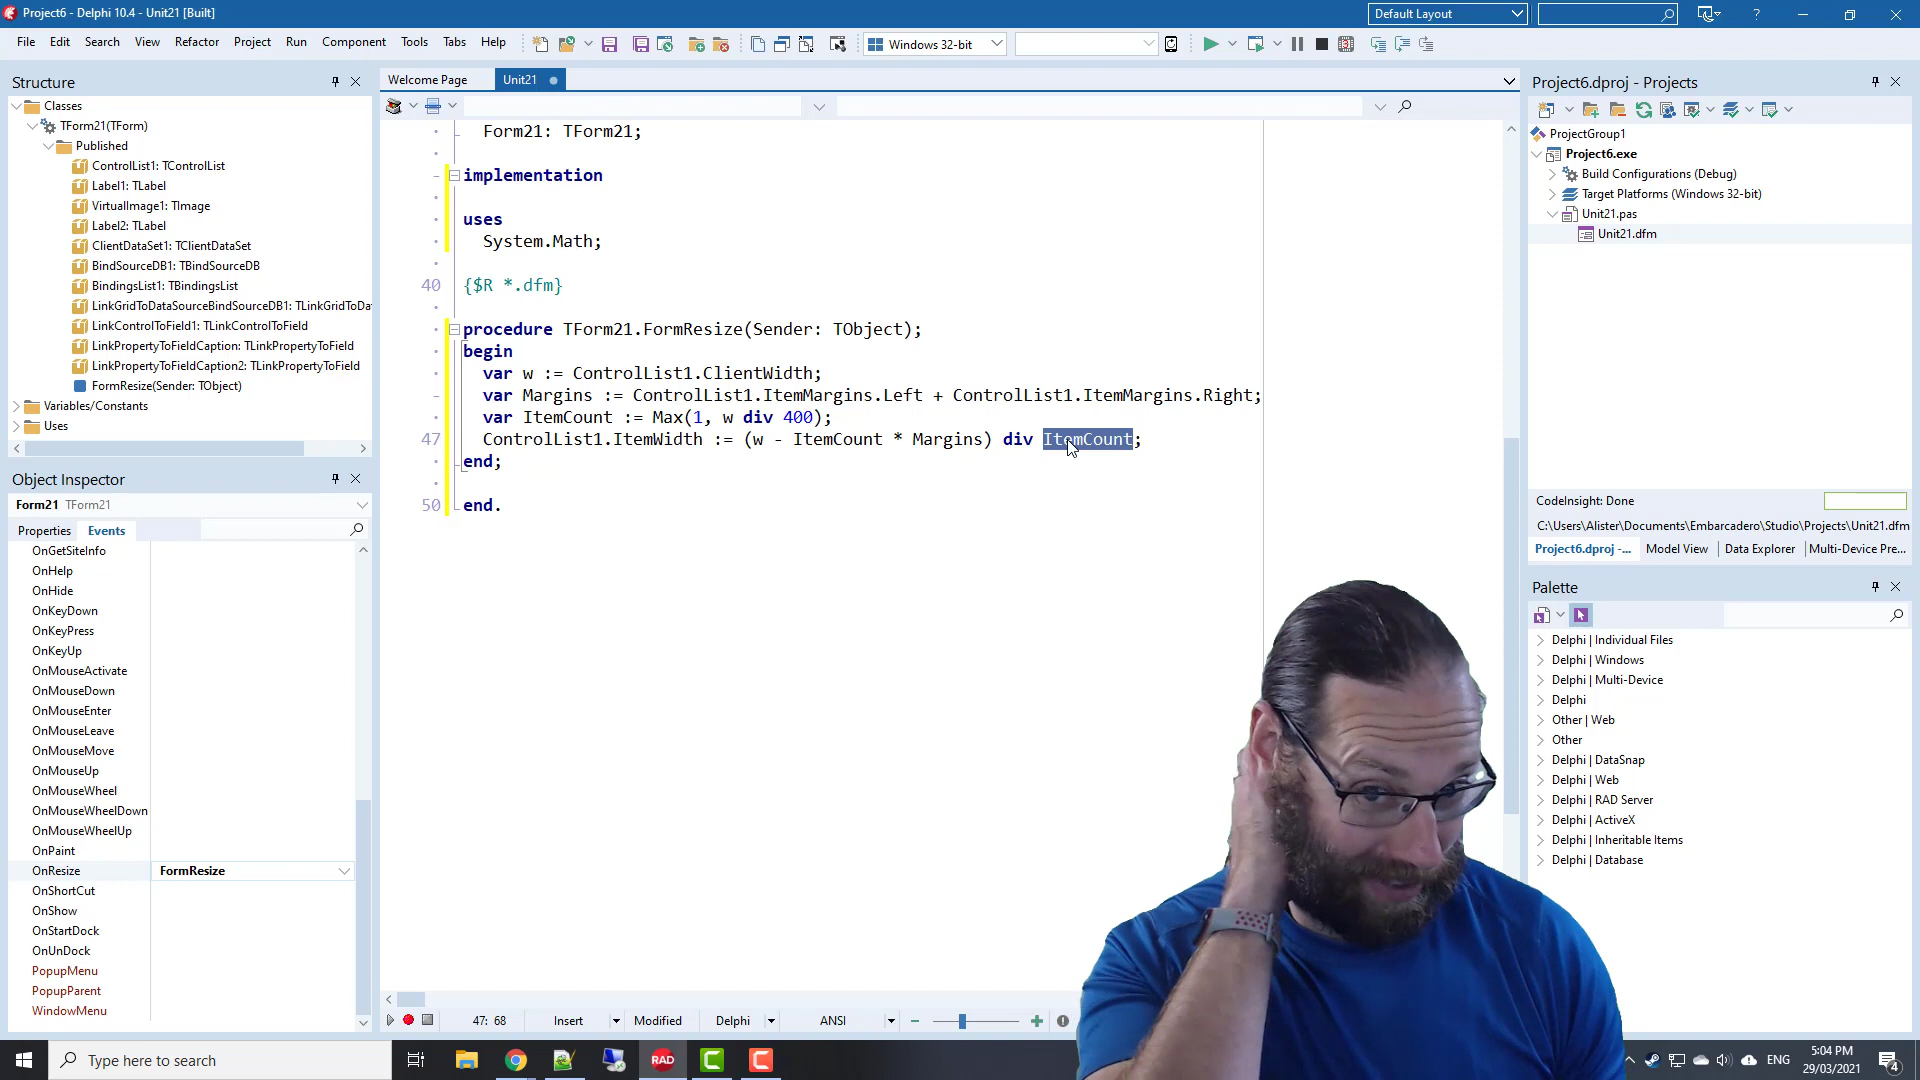 Project6 - Delphi 10.4 - Unit21 [Built]
Default Layout
File Edit Search View Refactor Project Run Component Tools Tabs Help
Windows 32-bit
Structure
Classes
TForm21(TForm)
Published
ControlList1: TControlList
Label1: TLabel
VirtualImage1: TImage
Label2: TLabel
ClientDataSet1: TClientDataSet
BindSourceDB1: TBindSourceDB
BindingsList1: TBindingsList
LinkGridToDataSourceBindSourceDB1: TLinkGridToDa
LinkControlToField1: TLinkControlToField
LinkPropertyToFieldCaption: TLinkPropertyToField
LinkPropertyToFieldCaption2: TLinkPropertyToField
FormResize(Sender: TObject)
Variables/Constants
Uses
Object Inspector
Form21 TForm21
Properties Events
OnGetSiteInfo
OnHelp
OnHide
OnKeyDown
OnKeyPress
OnKeyUp
OnMouseActivate
OnMouseDown
OnMouseEnter
OnMouseLeave
OnMouseMove
OnMouseUp
OnMouseWheel
OnMouseWheelDown
OnMouseWheelUp
OnPaint
OnResize FormResize
OnShortCut
OnShow
OnStartDock
OnUnDock
PopupMenu
PopupParent
WindowMenu
Welcome Page Unit21
Form21: TForm21;
implementation
uses
System.Math;
40 {$R *.dfm}
procedure TForm21.FormResize(Sender: TObject);
begin
var w := ControlList1.ClientWidth;
var Margins := ControlList1.ItemMargins.Left + ControlList1.ItemMargins.Right;
var ItemCount := Max(1, w div 400);
47 ControlList1.ItemWidth := (w - ItemCount * Margins) div ItemCount;
end;
50 end.
47: 68 Insert Modified Delphi ANSI
Project6.dproj - Projects
ProjectGroup1
Project6.exe
Build Configurations (Debug)
Target Platforms (Windows 32-bit)
Unit21.pas
Unit21.dfm
CodeInsight: Done
C:\Users\Alister\Documents\Embarcadero\Studio\Projects\Unit21.dfm
Project6.dproj -... Model View Data Explorer Multi-Device Pre...
Palette
Delphi | Individual Files
Delphi | Windows
Delphi | Multi-Device
Delphi
Other | Web
Other
Delphi | DataSnap
Delphi | Web
Delphi | RAD Server
Delphi | ActiveX
Delphi | Inheritable Items
Delphi | Database
Type here to search
RAD
ENG
5:04 PM
29/03/2021
4